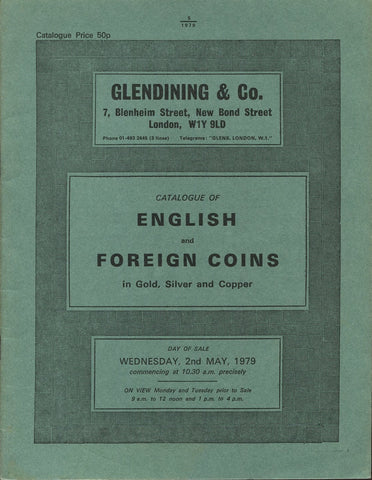 5
1979
Catalogue Price 50p
GLENDINING & Co.
7, Blenheim Street, New Bond Street
London, W1Y 9LD
Phone 01-493 2445 (3 lines) Telegrams: "GLENS, LONDON, W.1."
CATALOGUE OF
ENGLISH
and
FOREIGN COINS
in Gold, Silver and Copper
DAY OF SALE
WEDNESDAY, 2nd MAY, 1979
commencing at 10.30 a.m. precisely
ON VIEW Monday and Tuesday prior to Sale
9 a.m. to 12 noon and 1 p.m. to 4 p.m.